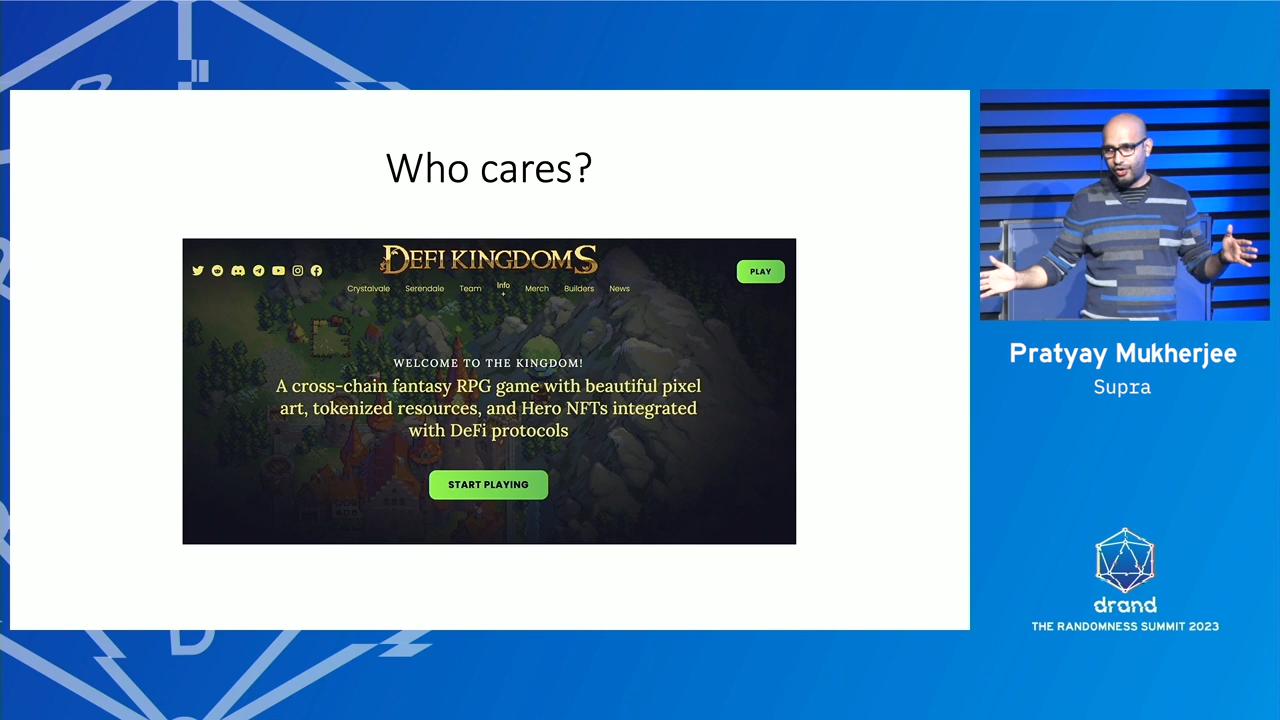 Who cares?
DEFI KINGDOMS
PLAY
Crystalvale Serendale Team Info + Merch Builders News
WELCOME TO THE KINGDOM!
A cross-chain fantasy RPG game with beautiful pixel
art, tokenized resources, and Hero NFTs integrated
with DeFi protocols
START PLAYING
Pratyay Mukherjee
Supra
drand
THE RANDOMNESS SUMMIT 2023